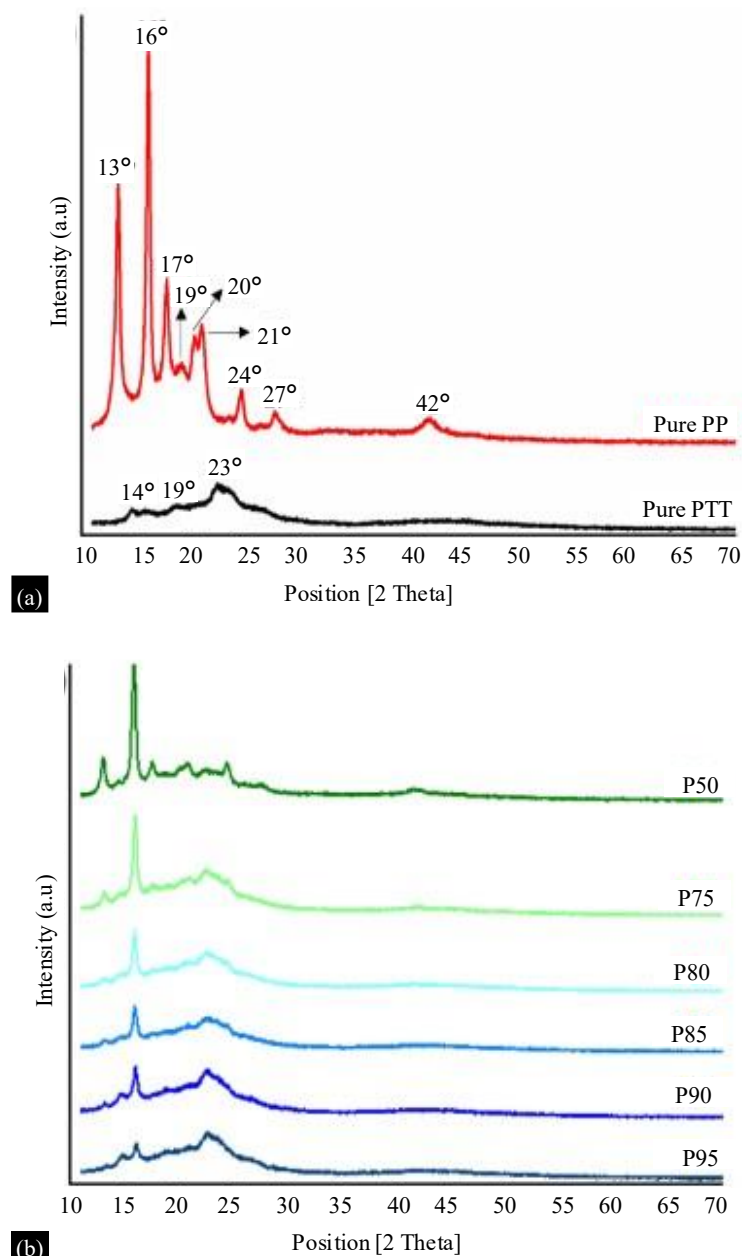 16°
13°
17°
19°
20°
21°
24°
27°
42°
Pure PP
14°
19°
23°
Pure PTT
Intensity (a.u)
10 15 20 25 30 35 40 45 50 55 60 65 70
Position [2 Theta]
(a)
P50
P75
P80
P85
P90
P95
Intensity (a.u)
10 15 20 25 30 35 40 45 50 55 60 65 70
Position [2 Theta]
(b)